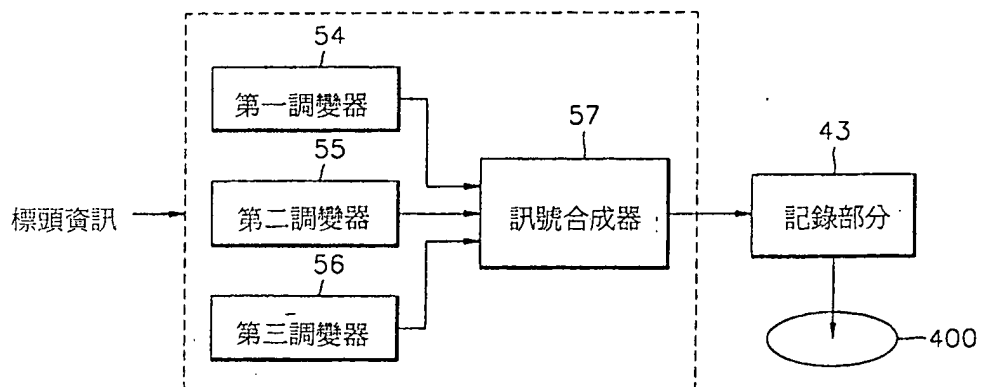 54
第一調變器
55
第二調變器
56
第三調變器
57
訊號合成器
43
記錄部分
標頭資訊
400